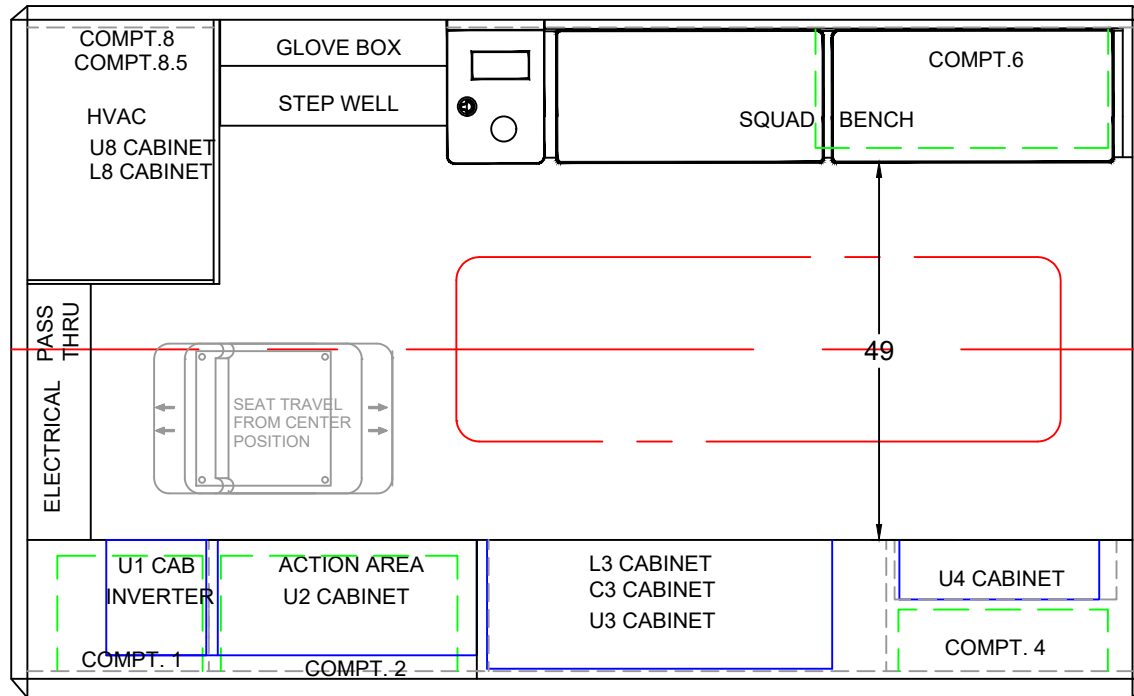 COMPT.8
COMPT.8.5
HVAC
U8 CABINET
L8 CABINET
GLOVE BOX
STEP WELL
COMPT.6
SQUAD BENCH
PASS
THRU
ELECTRICAL
49
SEAT TRAVEL
FROM CENTER
POSITION
U1 CAB
INVERTER
COMPT. 1
ACTION AREA
U2 CABINET
COMPT. 2
L3 CABINET
C3 CABINET
U3 CABINET
U4 CABINET
COMPT. 4